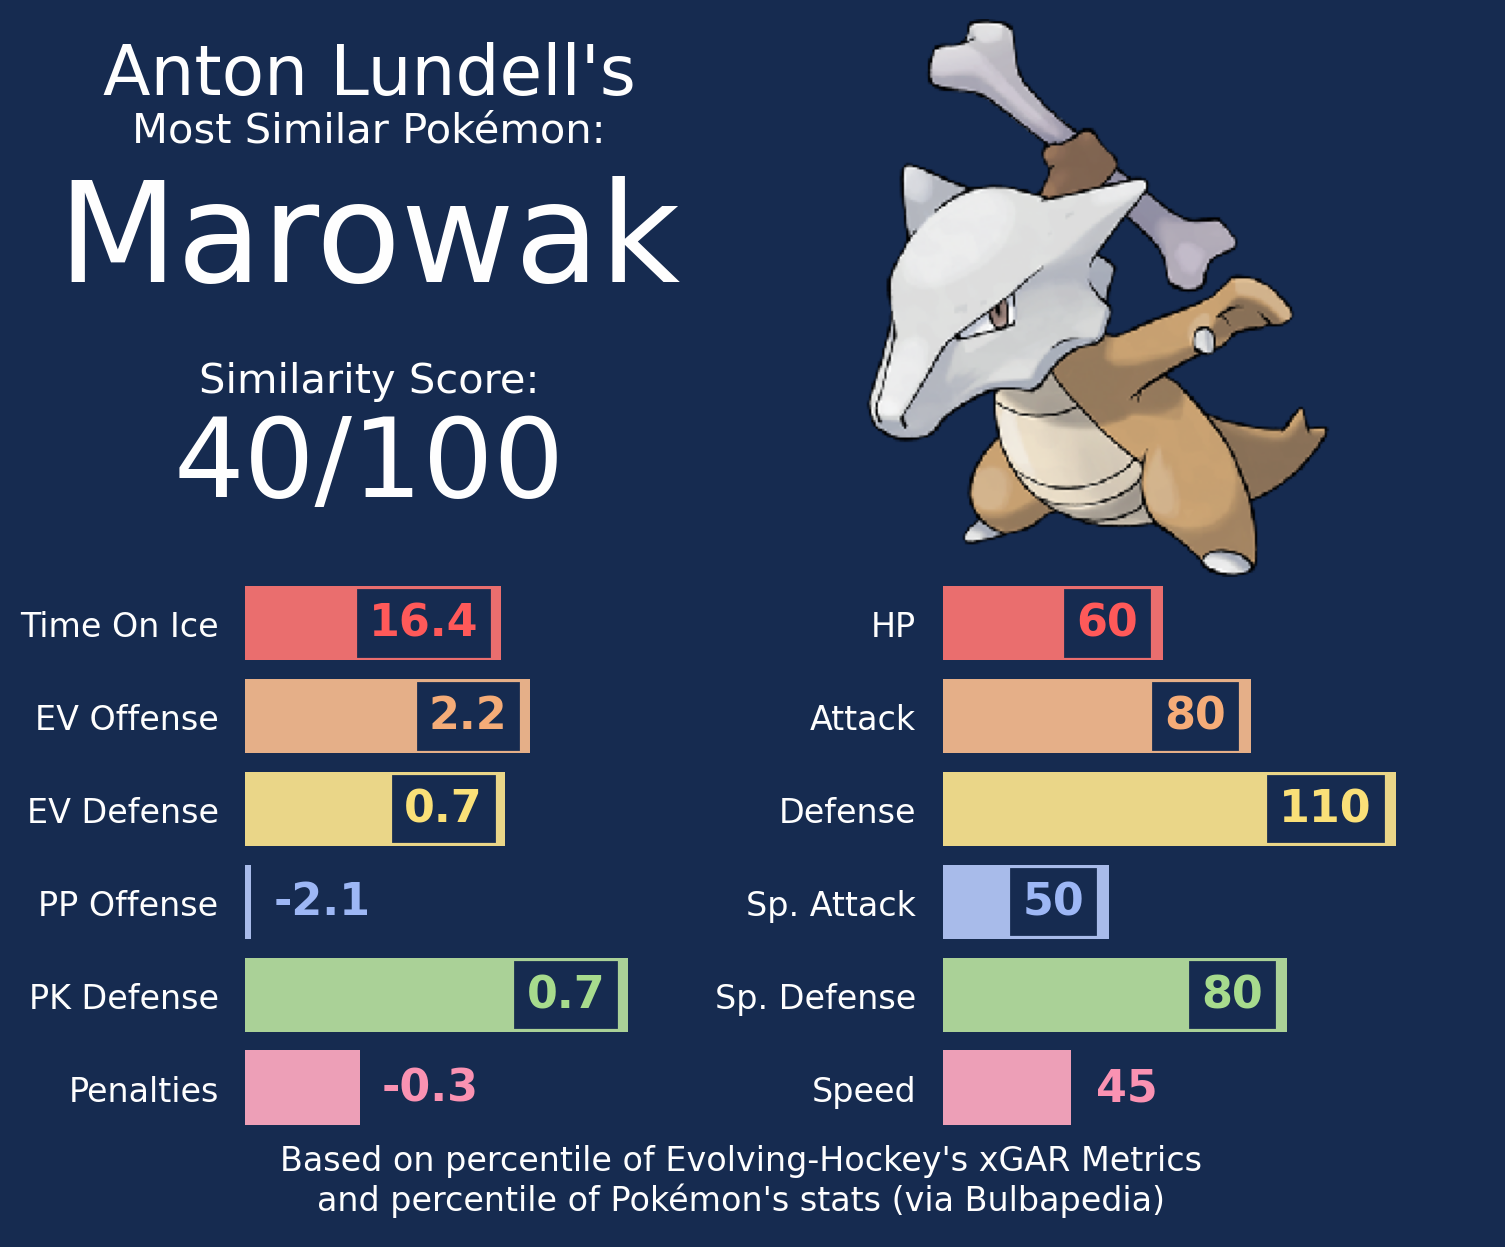 Anton Lundell's
Most Similar Pokémon:
Marowak
Similarity Score:
40/100
Time On Ice 16.4
EV Offense 2.2
EV Defense 0.7
PP Offense -2.1
PK Defense 0.7
Penalties -0.3
HP 60
Attack 80
Defense 110
Sp. Attack 50
Sp. Defense 80
Speed 45
Based on percentile of Evolving-Hockey's xGAR Metrics
and percentile of Pokémon's stats (via Bulbapedia)